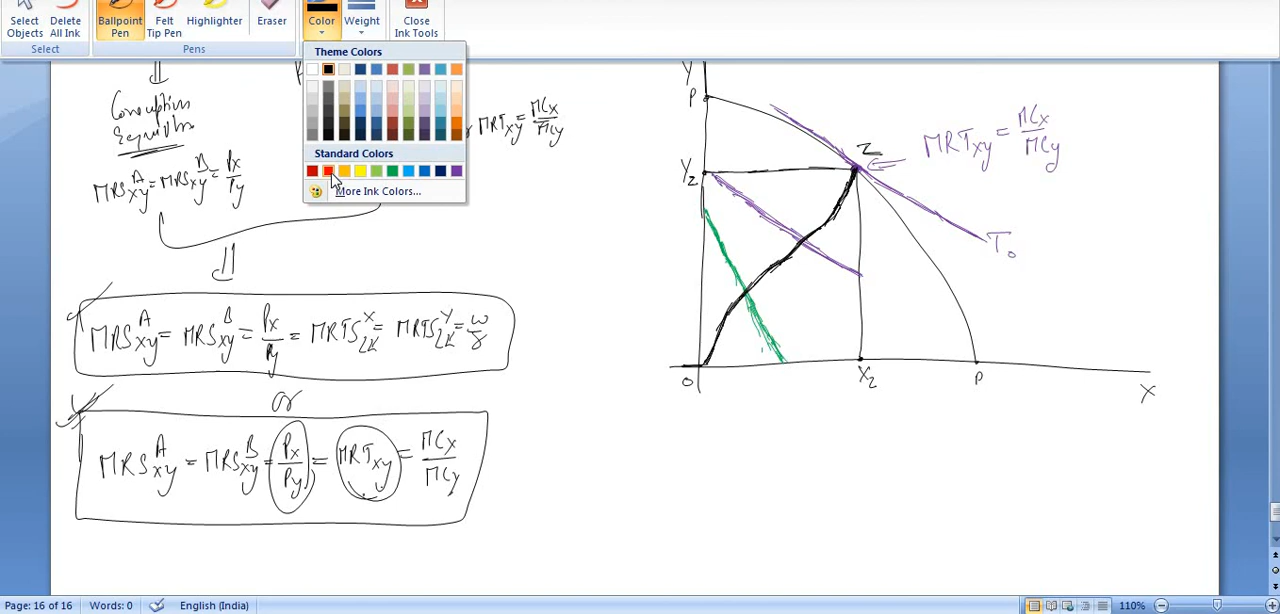 Select Objects
Delete All Ink
Ballpoint Pen
Felt Tip Pen
Highlighter
Eraser
Color
Weight
Close Ink Tools
Select
Pens
Theme Colors
Standard Colors
More Ink Colors...
MRS^A_xy = MRS^B_xy = Px/Py
MRT_xy = MCx/MCy
MRS^A_xy = MRS^B_xy = Px/Py = MRTS^X_LK = MRTS^Y_LK = w/r
or
MRS^A_xy = MRS^B_xy = Px/Py = MRT_xy = MCx/MCy
Y
P
Z
MRT_xy = MCx/MCy
Y2
T0
O
X2
P
X
Page: 16 of 16
Words: 0
English (India)
110%